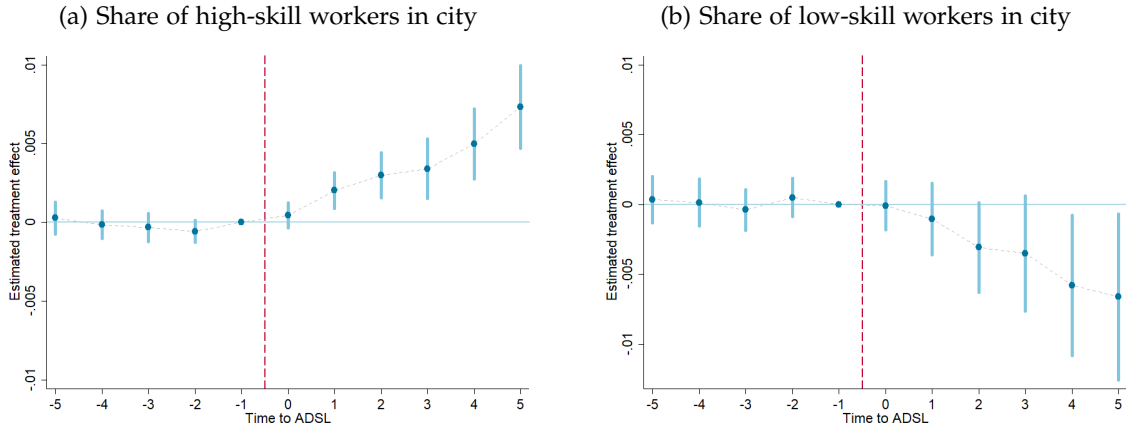 (a) Share of high-skill workers in city
Estimated treatment effect
.01
.005
0
-.005
-.01
-5 -4 -3 -2 -1 0 1 2 3 4 5
Time to ADSL
(b) Share of low-skill workers in city
Estimated treatment effect
.01
.005
0
-.005
-.01
-5 -4 -3 -2 -1 0 1 2 3 4 5
Time to ADSL